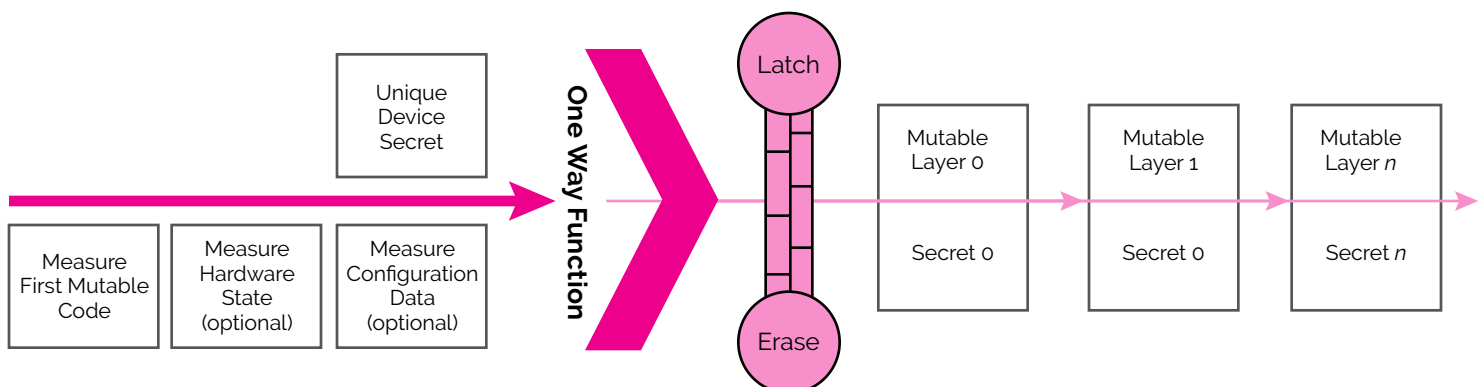 Unique
Device
Secret
Measure
First Mutable
Code
Measure
Hardware
State
(optional)
Measure
Configuration
Data
(optional)
One Way Function
Latch
Erase
Mutable
Layer 0
Secret 0
Mutable
Layer 1
Secret 0
Mutable
Layer n
Secret n